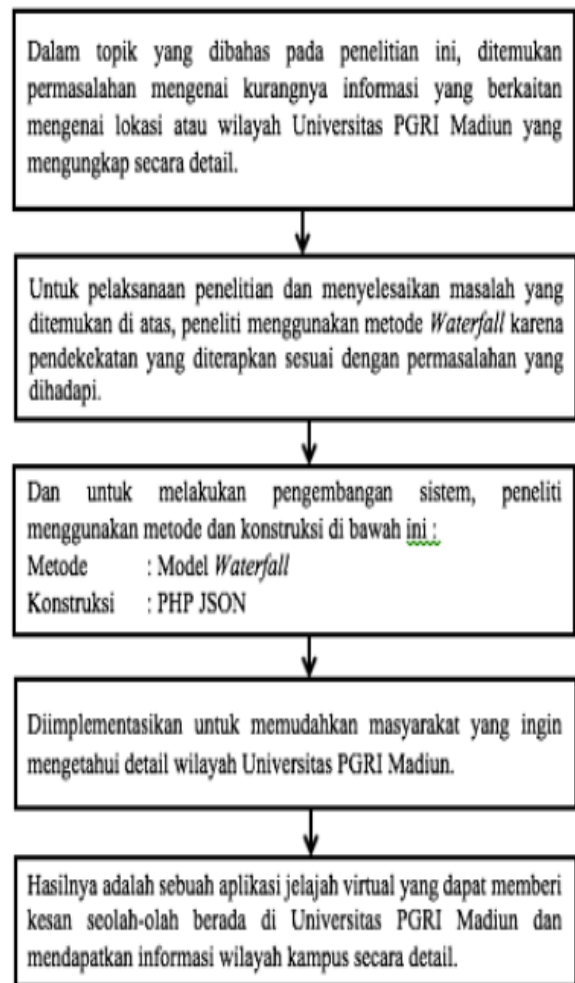 Dalam topik yang dibahas pada penelitian ini, ditemukan
permasalahan mengenai kurangnya informasi yang berkaitan
mengenai lokasi atau wilayah Universitas PGRI Madiun yang
mengungkap secara detail.
Untuk pelaksanaan penelitian dan menyelesaikan masalah yang
ditemukan di atas, peneliti menggunakan metode Waterfall karena
pendekekatan yang diterapkan sesuai dengan permasalahan yang
dihadapi.
Dan untuk melakukan pengembangan sistem, peneliti
menggunakan metode dan konstruksi di bawah ini :
Metode : Model Waterfall
Konstruksi : PHP JSON
Diimplementasikan untuk memudahkan masyarakat yang ingin
mengetahui detail wilayah Universitas PGRI Madiun.
Hasilnya adalah sebuah aplikasi jelajah virtual yang dapat memberi
kesan seolah-olah berada di Universitas PGRI Madiun dan
mendapatkan informasi wilayah kampus secara detail.